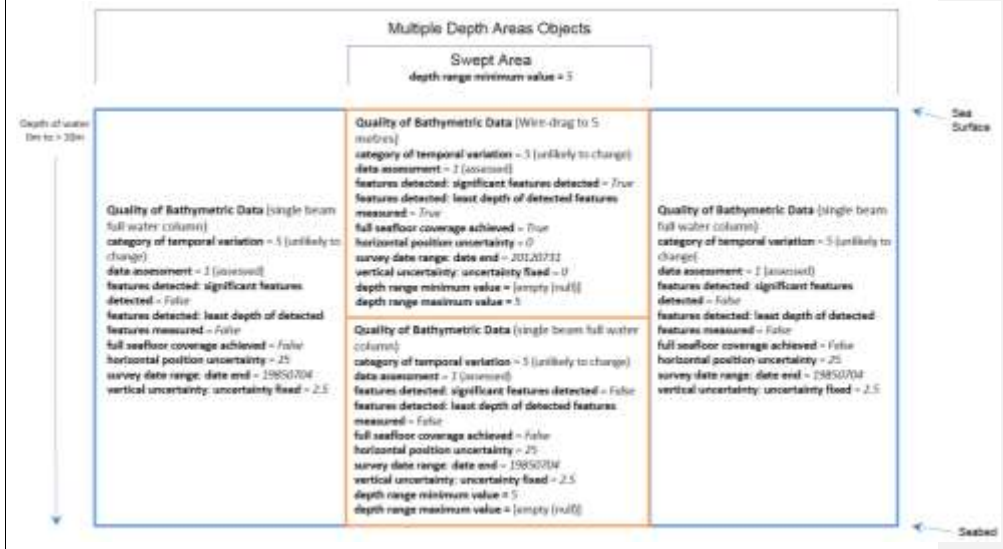 Multiple Depth Areas Objects
Swept Area
depth range minimum value = 5
Depth of water
0m to > 30m
Sea
Surface
Quality of Bathymetric Data (single beam
full water column)
category of temporal variation = 5 (unlikely to
change)
data assessment = 1 (assessed)
features detected: significant features
detected = False
features detected: least depth of detected
features measured = False
full seafloor coverage achieved = False
horizontal position uncertainty = 25
survey date range: date end = 19850704
vertical uncertainty: uncertainty fixed = 2.5
Quality of Bathymetric Data (Wire-drag to 5
metres)
category of temporal variation = 5 (unlikely to change)
data assessment = 1 (assessed)
features detected: significant features detected = True
features detected: least depth of detected features
measured = True
full seafloor coverage achieved = True
horizontal position uncertainty = 0
survey date range: date end = 20120731
vertical uncertainty: uncertainty fixed = 0
depth range minimum value = [empty (null)]
depth range maximum value = 5
Quality of Bathymetric Data (single beam full water
column)
category of temporal variation = 5 (unlikely to change)
data assessment = 1 (assessed)
features detected: significant features detected = False
features detected: least depth of detected features
measured = False
full seafloor coverage achieved = False
horizontal position uncertainty = 25
survey date range: date end = 19850704
vertical uncertainty: uncertainty fixed = 2.5
depth range minimum value = 5
depth range maximum value = [empty (null)]
Quality of Bathymetric Data (single beam
full water column)
category of temporal variation = 5 (unlikely to
change)
data assessment = 1 (assessed)
features detected: significant features
detected = False
features detected: least depth of detected
features measured = False
full seafloor coverage achieved = False
horizontal position uncertainty = 25
survey date range: date end = 19850704
vertical uncertainty: uncertainty fixed = 2.5
Seabed